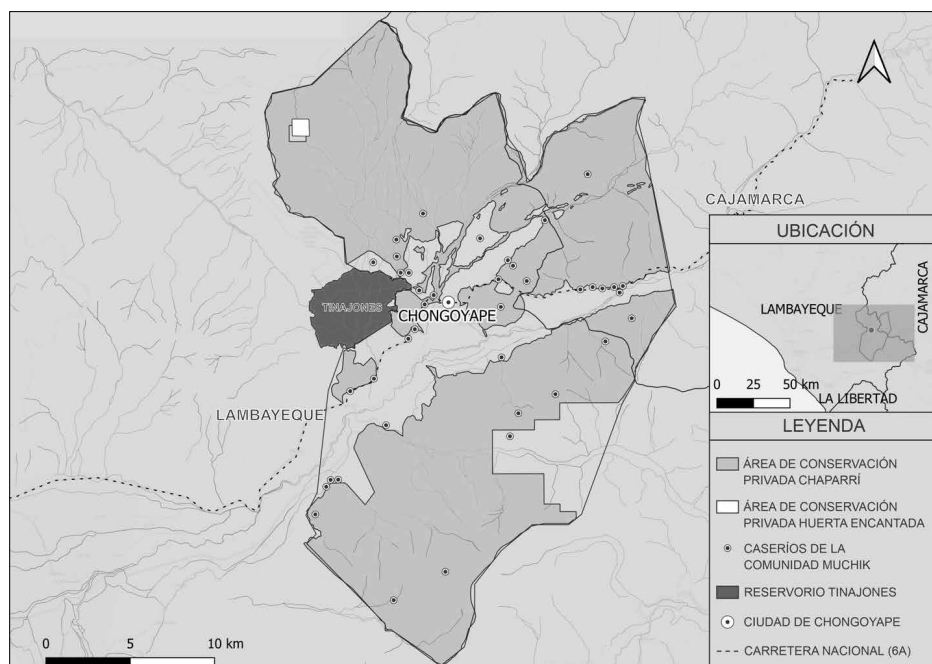 CAJAMARCA
TINAJONES
CHONGOYAPE
LAMBAYEQUE
0 5 10 km
UBICACIÓN
LAMBAYEQUE
CAJAMARCA
0 25 50 km
LA LIBERTAD
LEYENDA
ÁREA DE CONSERVACIÓN
PRIVADA CHAPARRÍ
ÁREA DE CONSERVACIÓN
PRIVADA HUERTA ENCANTADA
CASERÍOS DE LA
COMUNIDAD MUCHIK
RESERVORIO TINAJONES
CIUDAD DE CHONGOYAPE
CARRETERA NACIONAL (6A)